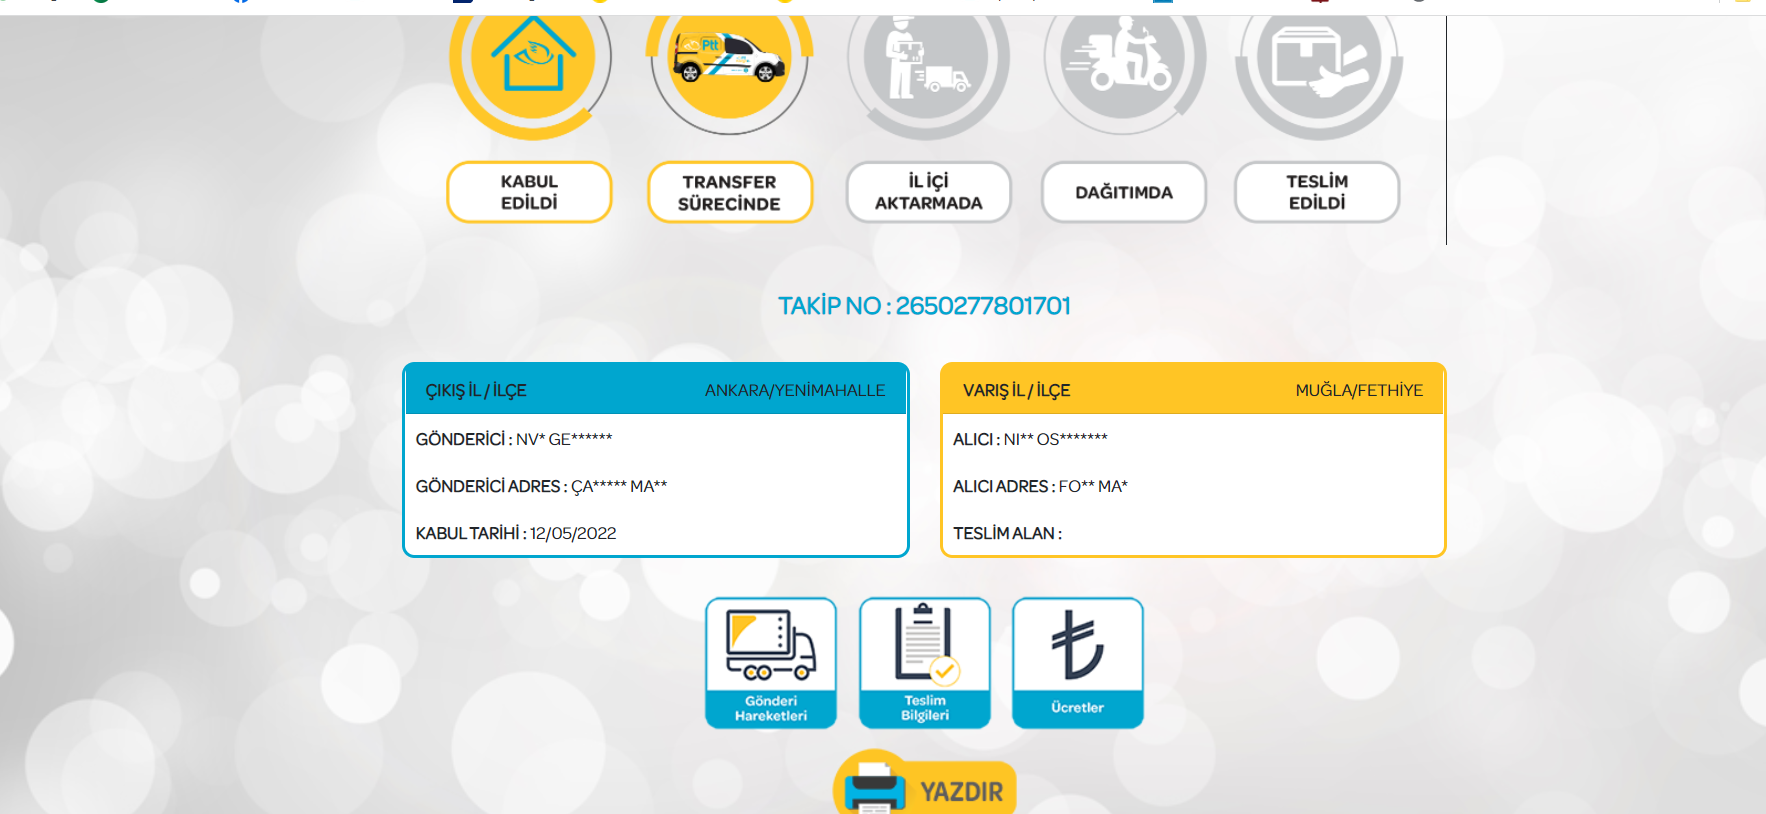 Ptt
KABUL
EDİLDİ
TRANSFER
SÜRECİNDE
İL İÇİ
AKTARMADA
DAĞITIMDA
TESLİM
EDİLDİ
TAKİP NO : 2650277801701
ÇIKIŞ İL / İLÇE ANKARA/YENİMAHALLE
GÖNDERİCİ : NV* GE******
GÖNDERİCİ ADRES : ÇA***** MA**
KABUL TARİHİ : 12/05/2022
VARIŞ İL / İLÇE MUĞLA/FETHİYE
ALICI : NI** OS*******
ALICI ADRES : FO** MA*
TESLİM ALAN :
Gönderi
Hareketleri
Teslim
Bilgileri
Ücretler
YAZDIR